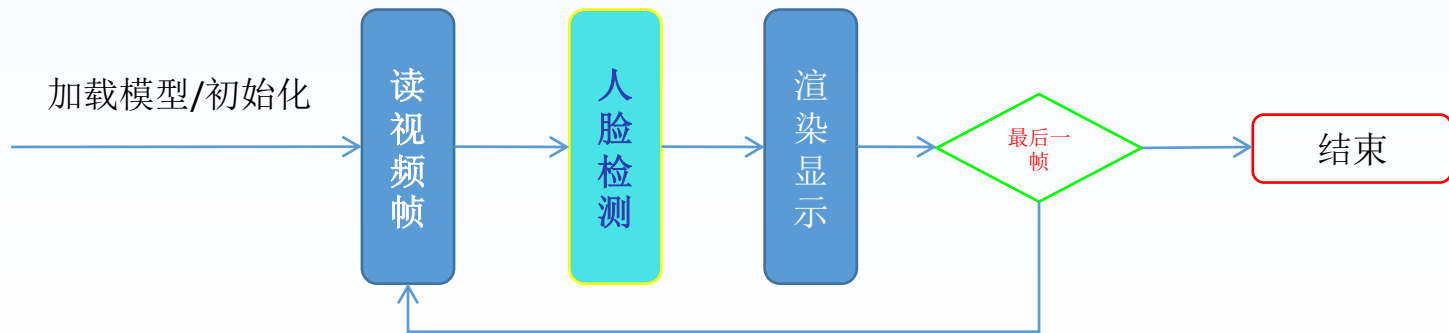 加载模型/初始化
读视频帧
人脸检测
渲染显示
最后一
帧
结束